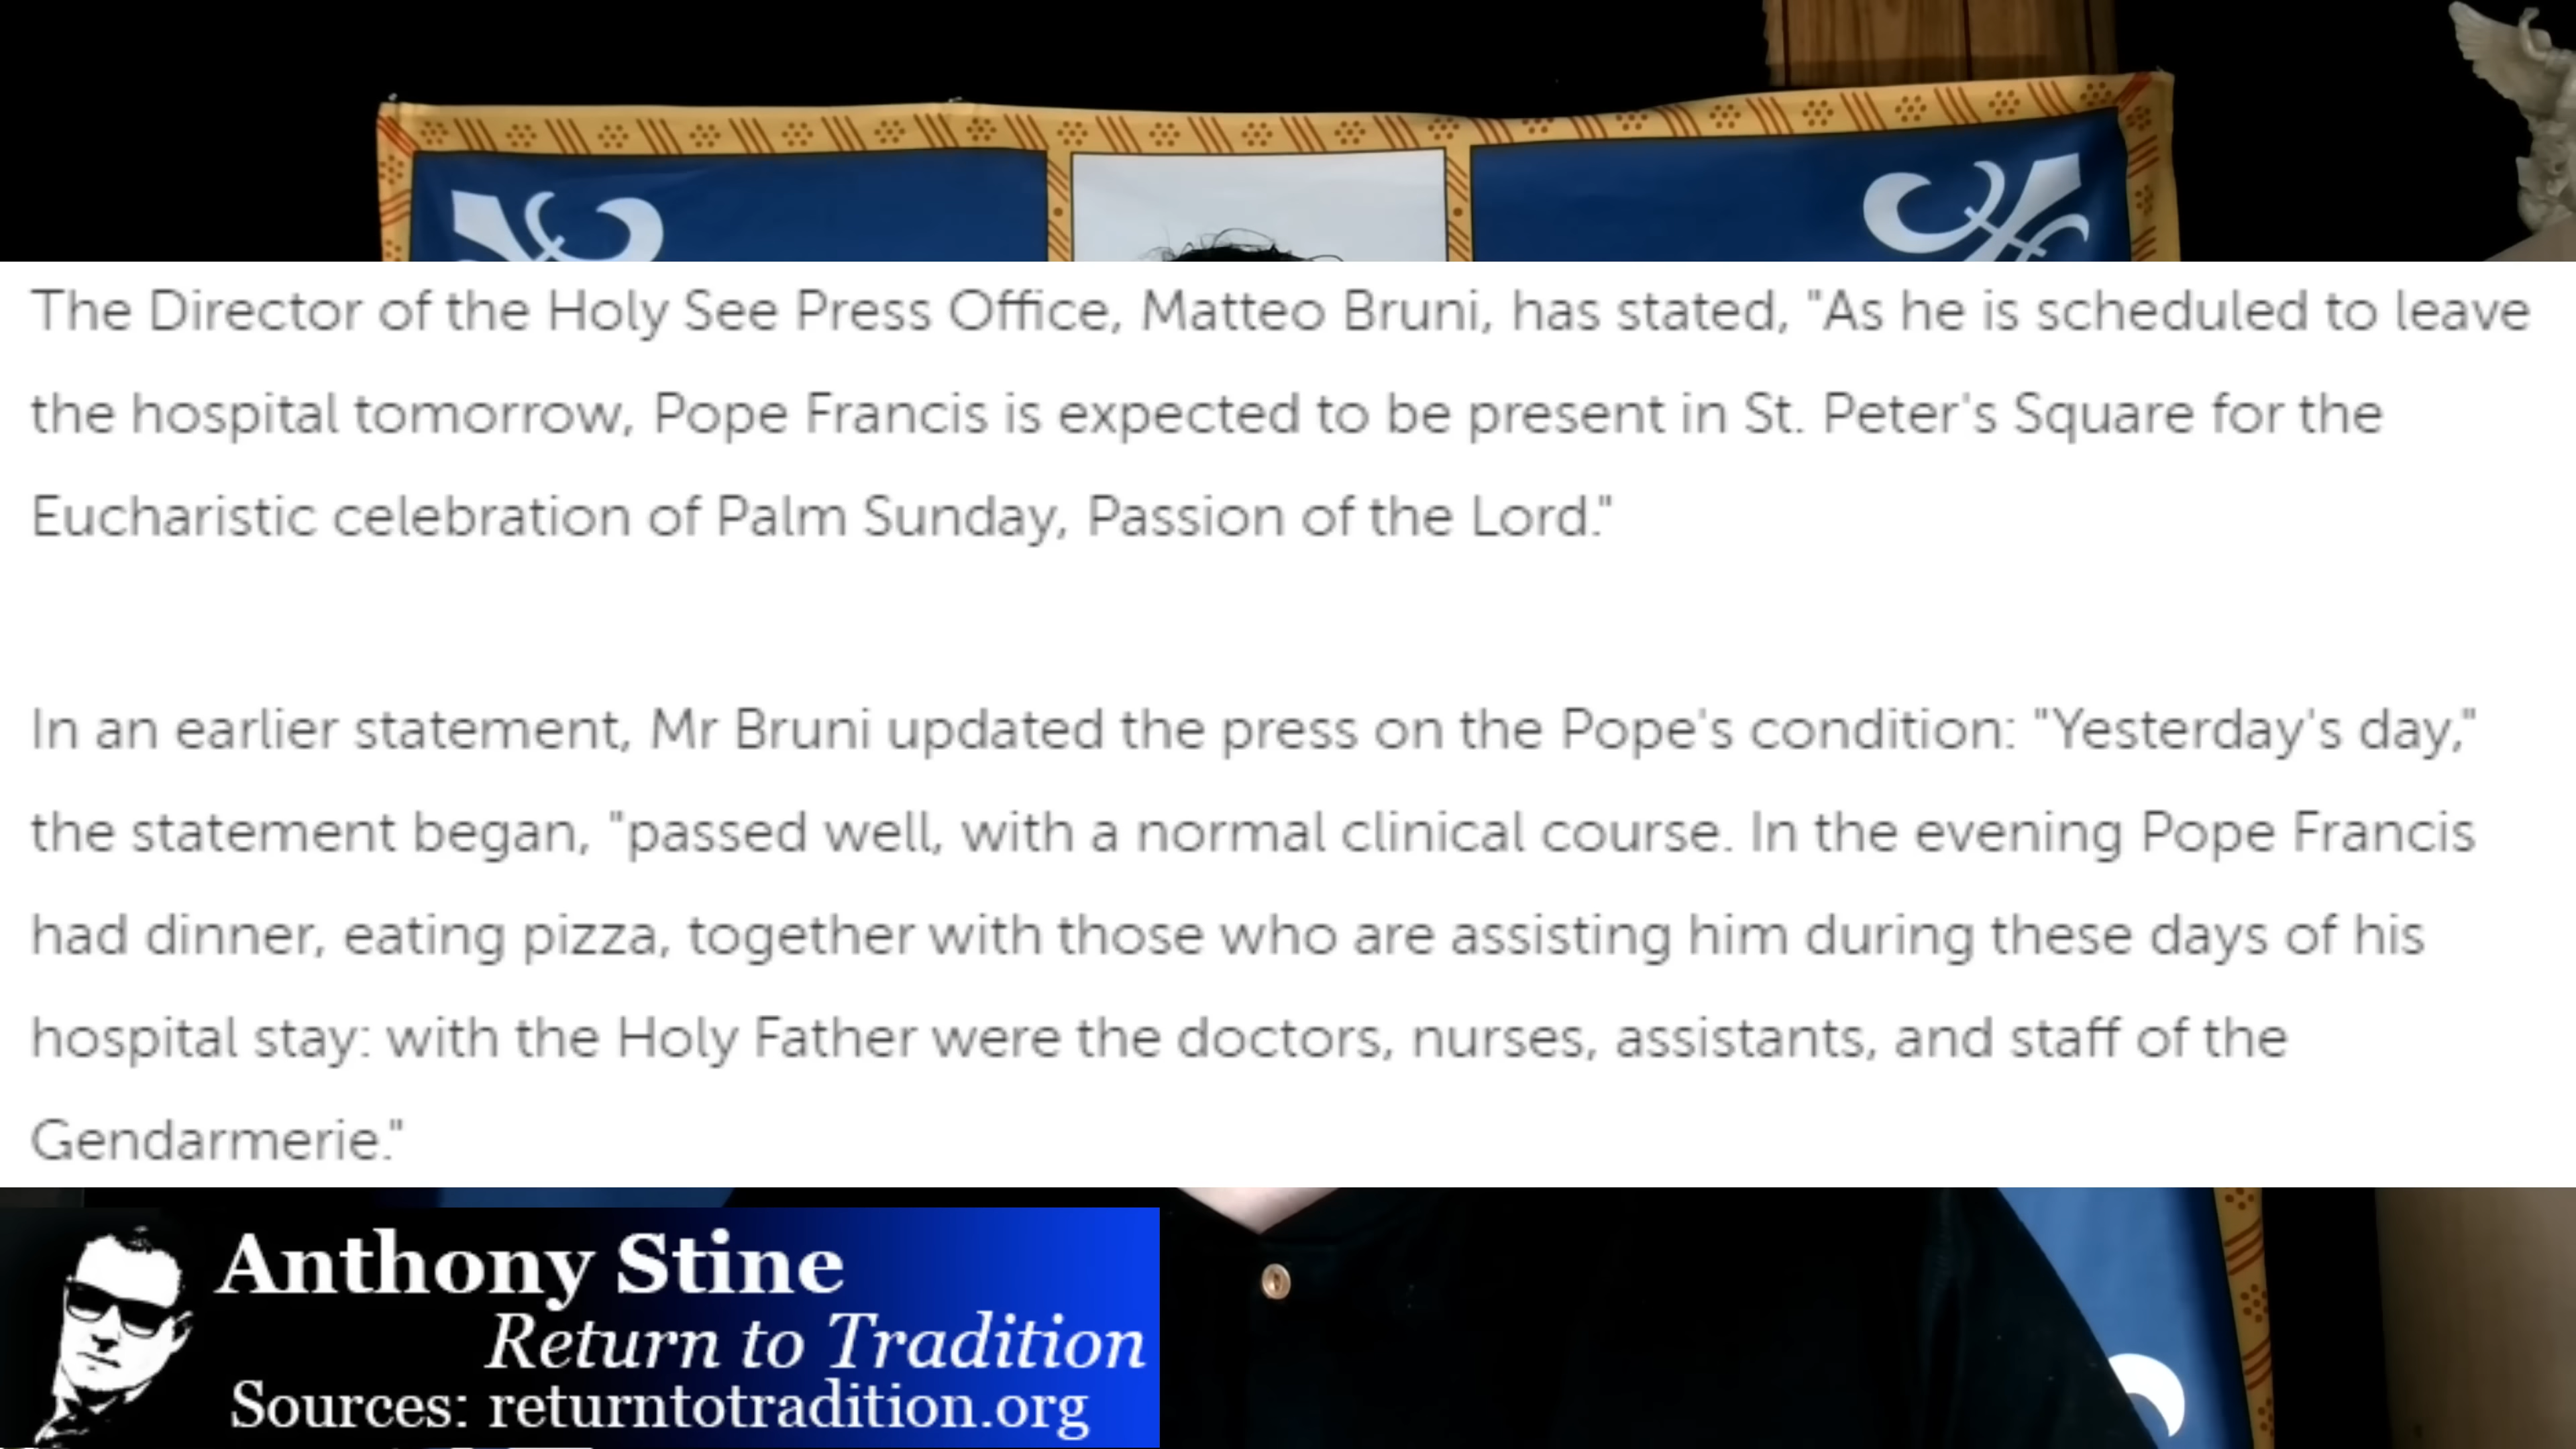 The Director of the Holy See Press Office, Matteo Bruni, has stated, "As he is scheduled to leave
the hospital tomorrow, Pope Francis is expected to be present in St. Peter's Square for the
Eucharistic celebration of Palm Sunday, Passion of the Lord."
In an earlier statement, Mr Bruni updated the press on the Pope's condition: "Yesterday's day,"
the statement began, "passed well, with a normal clinical course. In the evening Pope Francis
had dinner, eating pizza, together with those who are assisting him during these days of his
hospital stay: with the Holy Father were the doctors, nurses, assistants, and staff of the
Gendarmerie."
Anthony Stine
Return to Tradition
Sources: returntotradition.org